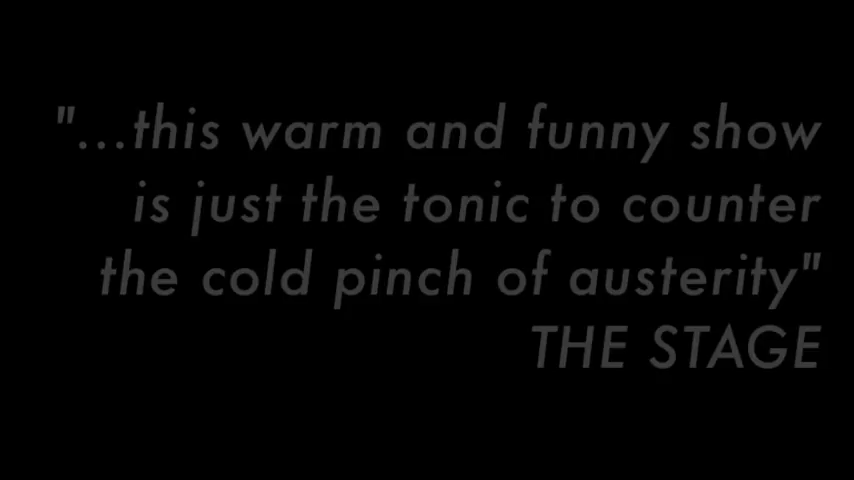 "...this warm and funny show
is just the tonic to counter
the cold pinch of austerity"
THE STAGE